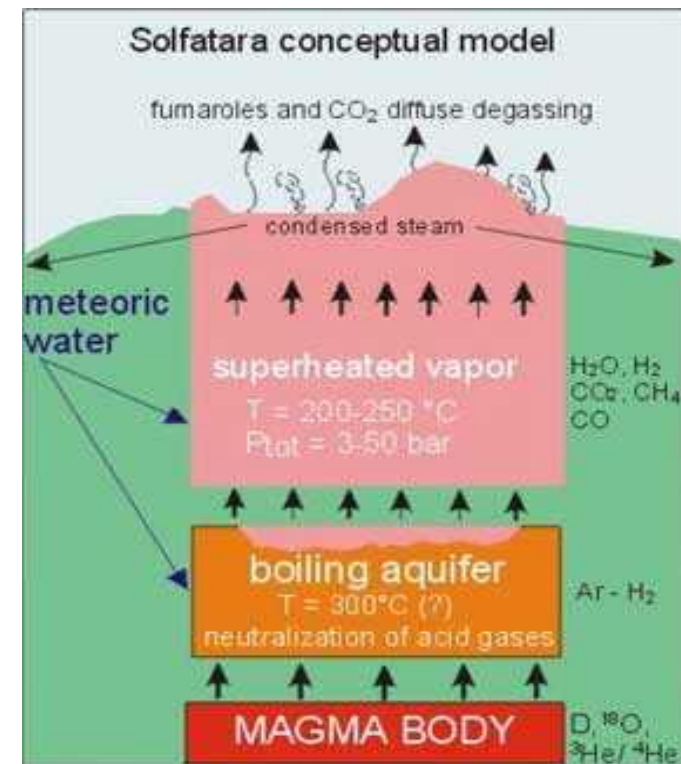 Solfatara conceptual model
fumaroles and CO₂ diffuse degassing
condensed steam
meteoric
water
superheated vapor
T = 200-250 °C
Ptot = 3-50 bar
H₂O, H₂
CO₂, CH₄
CO
boiling aquifer
T = 300°C (?)
neutralization of acid gases
Ar - H₂
MAGMA BODY
D, ¹⁸O,
³He/ ⁴He